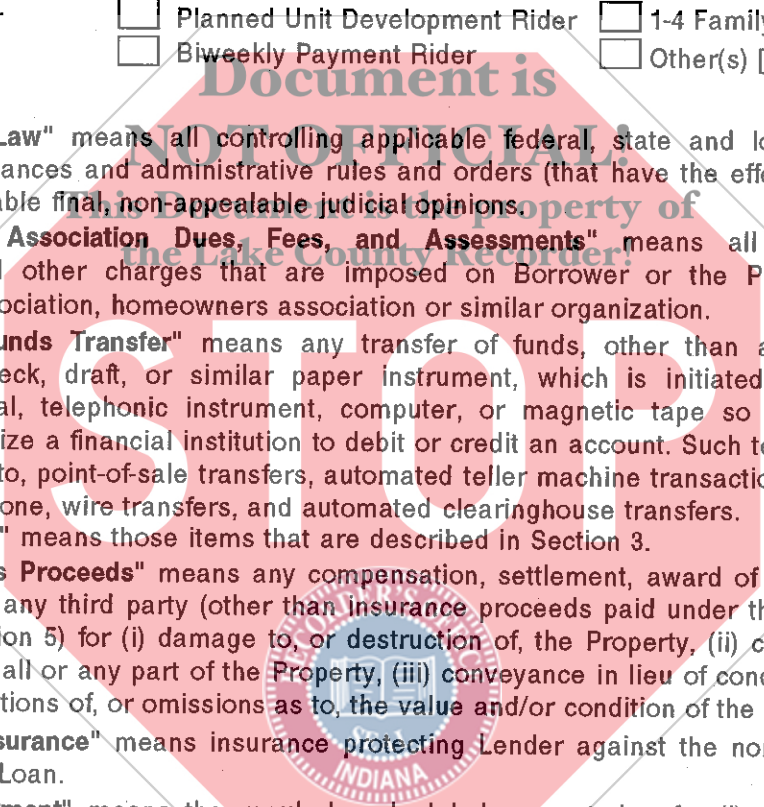 Planned Unit Development Rider 1-4 Family
Biweekly Payment Rider Other(s) [
Document is
Law" means all controlling applicable federal, state and lo
NOT OFFICIAL!
ances and administrative rules and orders (that have the effe
able final, non-appealable judicial opinions.
This Document is the property of
Association Dues, Fees, and Assessments" means all
the Lake County Recorder!
other charges that are imposed on Borrower or the P
ociation, homeowners association or similar organization.
unds Transfer" means any transfer of funds, other than a
eck, draft, or similar paper instrument, which is initiated
al, telephonic instrument, computer, or magnetic tape so
ize a financial institution to debit or credit an account. Such te
to, point-of-sale transfers, automated teller machine transactio
one, wire transfers, and automated clearinghouse transfers.
STOP
" means those items that are described in Section 3.
s Proceeds" means any compensation, settlement, award of
any third party (other than insurance proceeds paid under th
ion 5) for (i) damage to, or destruction of, the Property, (ii) c
all or any part of the Property, (iii) conveyance in lieu of cond
tions of, or omissions as to, the value and/or condition of the
surance" means insurance protecting Lender against the non
Loan.
SEAL
INDIANA